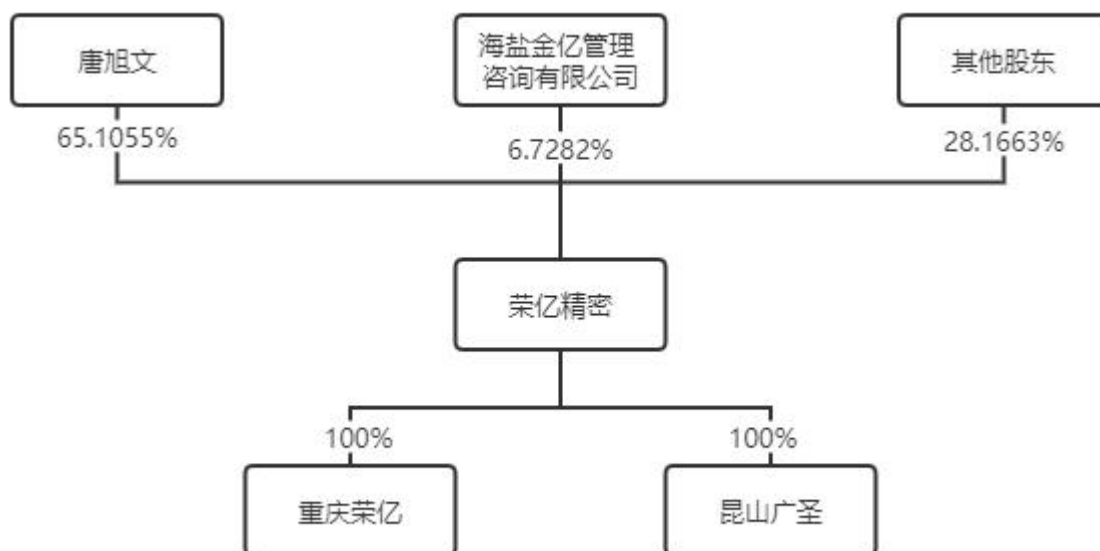 唐旭文
海盐金亿管理
咨询有限公司
其他股东
65.1055%
6.7282%
28.1663%
荣亿精密
100%
100%
重庆荣亿
昆山广圣